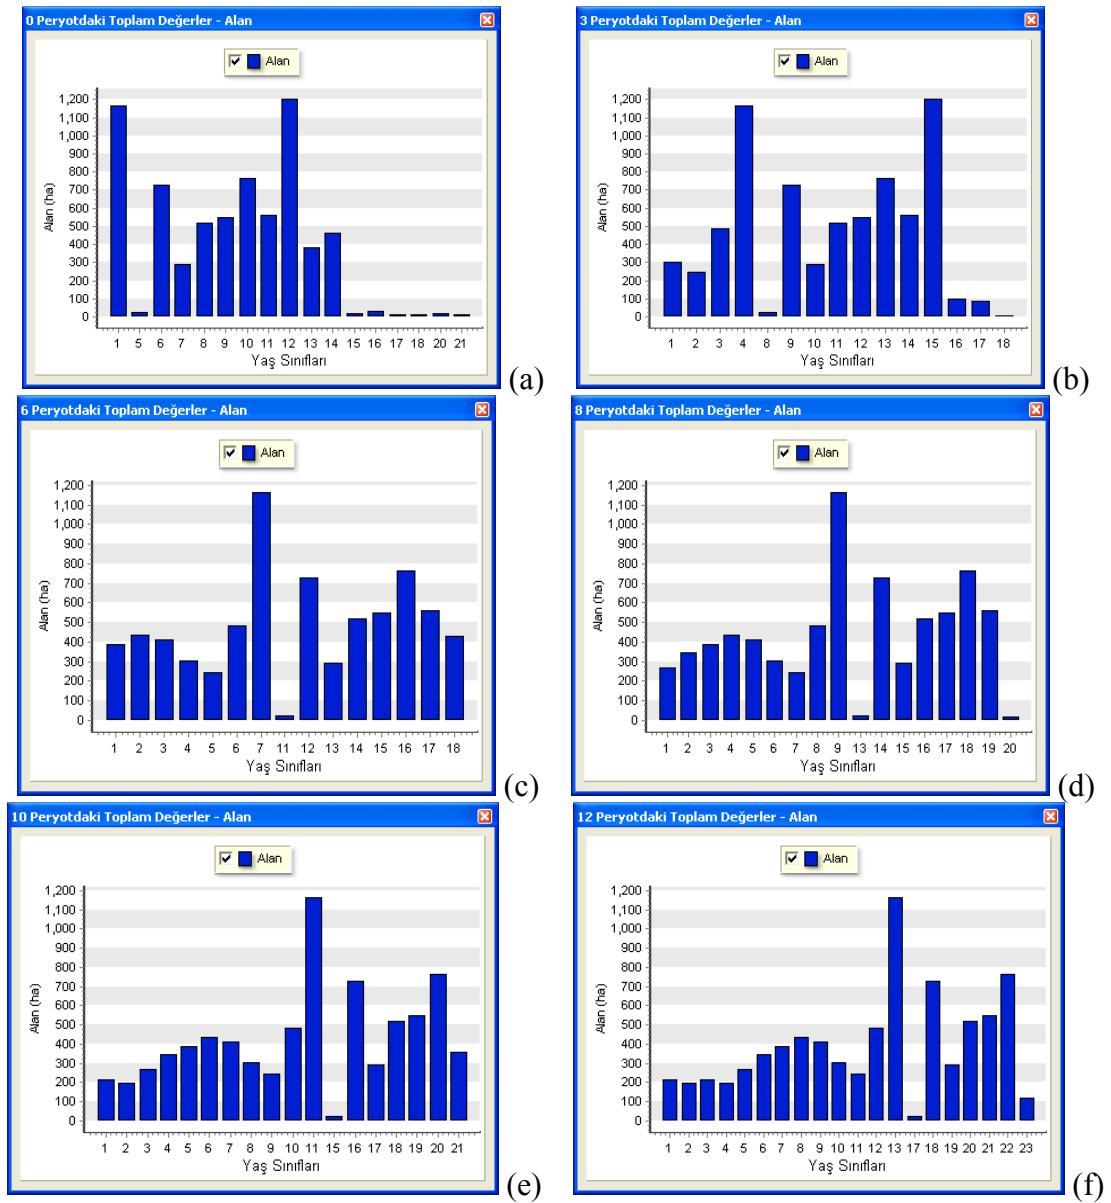 0 Peryotdaki Toplam Değerler - Alan
Alan
1,200
1,100
1,000
900
800
700
600
500
400
300
200
100
0
Alan (ha)
1 5 6 7 8 9 10 11 12 13 14 15 16 17 18 20 21
Yaş Sınıfları
(a)
3 Peryotdaki Toplam Değerler - Alan
Alan
1,200
1,100
1,000
900
800
700
600
500
400
300
200
100
0
Alan (ha)
1 2 3 4 8 9 10 11 12 13 14 15 16 17 18
Yaş Sınıfları
(b)
6 Peryotdaki Toplam Değerler - Alan
Alan
1,200
1,100
1,000
900
800
700
600
500
400
300
200
100
0
Alan (ha)
1 2 3 4 5 6 7 11 12 13 14 15 16 17 18
Yaş Sınıfları
(c)
8 Peryotdaki Toplam Değerler - Alan
Alan
1,200
1,100
1,000
900
800
700
600
500
400
300
200
100
0
Alan (ha)
1 2 3 4 5 6 7 8 9 13 14 15 16 17 18 19 20
Yaş Sınıfları
(d)
10 Peryotdaki Toplam Değerler - Alan
Alan
1,200
1,100
1,000
900
800
700
600
500
400
300
200
100
0
Alan (ha)
1 2 3 4 5 6 7 8 9 10 11 15 16 17 18 19 20 21
Yaş Sınıfları
(e)
12 Peryotdaki Toplam Değerler - Alan
Alan
1,200
1,100
1,000
900
800
700
600
500
400
300
200
100
0
Alan (ha)
1 2 3 4 5 6 7 8 9 10 11 12 13 17 18 19 20 21 22 23
Yaş Sınıfları
(f)